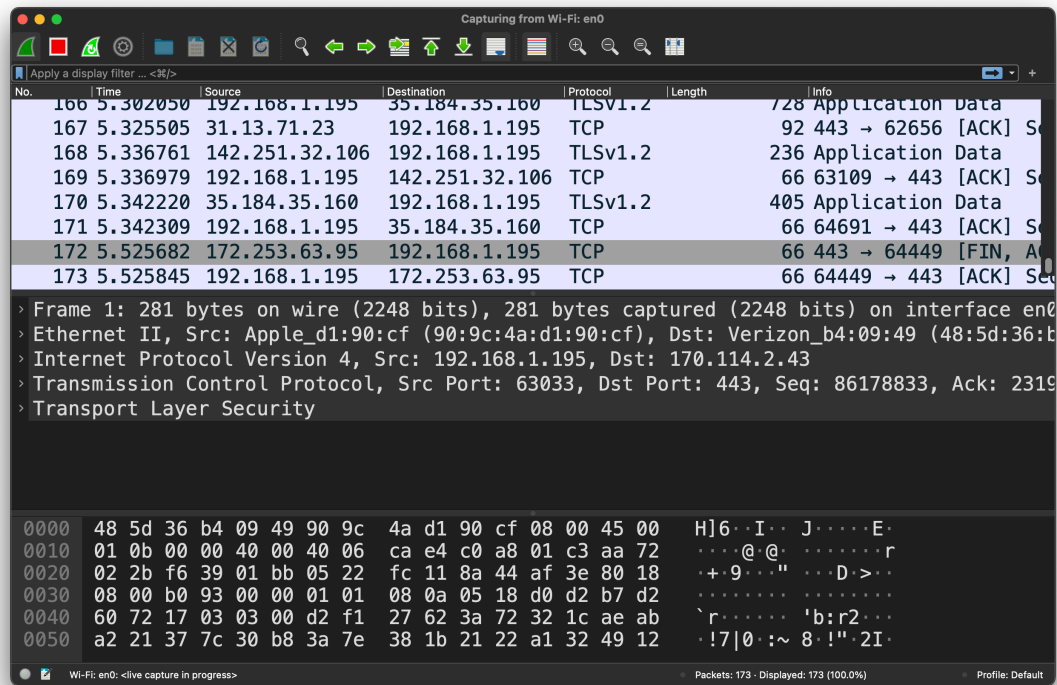 Capturing from Wi-Fi: en0
Apply a display filter ... <⌘/>
No. Time Source Destination Protocol Length Info
166 5.302050 192.168.1.195 35.184.35.160 TLSv1.2 728 Application Data
167 5.325505 31.13.71.23 192.168.1.195 TCP 92 443 → 62656 [ACK] Se
168 5.336761 142.251.32.106 192.168.1.195 TLSv1.2 236 Application Data
169 5.336979 192.168.1.195 142.251.32.106 TCP 66 63109 → 443 [ACK] Se
170 5.342220 35.184.35.160 192.168.1.195 TLSv1.2 405 Application Data
171 5.342309 192.168.1.195 35.184.35.160 TCP 66 64691 → 443 [ACK] Se
172 5.525682 172.253.63.95 192.168.1.195 TCP 66 443 → 64449 [FIN, AC
173 5.525845 192.168.1.195 172.253.63.95 TCP 66 64449 → 443 [ACK] Seq
Frame 1: 281 bytes on wire (2248 bits), 281 bytes captured (2248 bits) on interface en0
Ethernet II, Src: Apple_d1:90:cf (90:9c:4a:d1:90:cf), Dst: Verizon_b4:09:49 (48:5d:36:b
Internet Protocol Version 4, Src: 192.168.1.195, Dst: 170.114.2.43
Transmission Control Protocol, Src Port: 63033, Dst Port: 443, Seq: 86178833, Ack: 2319
Transport Layer Security
0000 48 5d 36 b4 09 49 90 9c 4a d1 90 cf 08 00 45 00 H]6··I·· J·····E·
0010 01 0b 00 00 40 00 40 06 ca e4 c0 a8 01 c3 aa 72 ····@·@· ·······r
0020 02 2b f6 39 01 bb 05 22 fc 11 8a 44 af 3e 80 18 ·+·9···" ···D·>··
0030 08 00 b0 93 00 00 01 01 08 0a 05 18 d0 d2 b7 d2 ········ ········
0040 60 72 17 03 03 00 d2 f1 27 62 3a 72 32 1c ae ab `r······ 'b:r2···
0050 a2 21 37 7c 30 b8 3a 7e 38 1b 21 22 a1 32 49 12 ·!7|0·:~ 8·!"·2I·
Wi-Fi: en0: <live capture in progress> Packets: 173 · Displayed: 173 (100.0%) Profile: Default